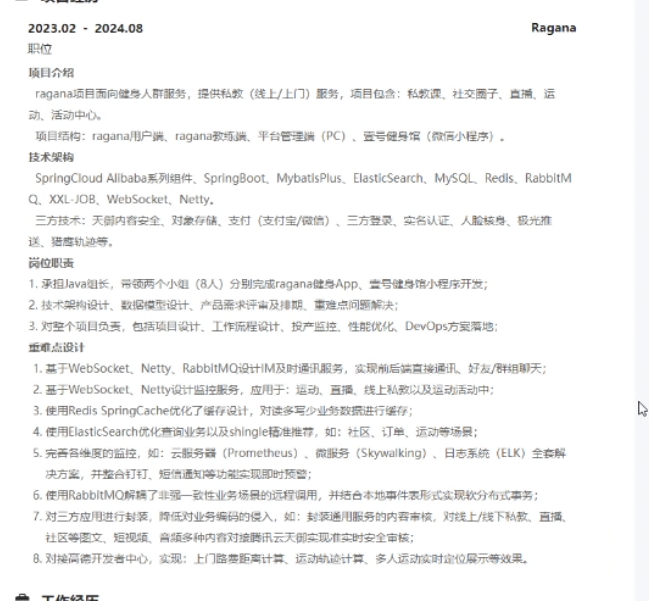 项目经历
2023.02 - 2024.08 Ragana
职位
项目介绍
ragana项目面向健身人群服务，提供私教（线上/上门）服务，项目包含：私教课、社交圈子、直播、运
动、活动中心。
项目结构：ragana用户端、ragana教练端、平台管理端（PC）、壹号健身馆（微信小程序）。
技术架构
SpringCloud Alibaba系列组件、SpringBoot、MybatisPlus、ElasticSearch、MySQL、Redis、RabbitM
Q、XXL-JOB、WebSocket、Netty。
三方技术：天御内容安全、对象存储、支付（支付宝/微信）、三方登录、实名认证、人脸核身、极光推
送、猎鹰轨迹等。
岗位职责
1. 承担Java组长，带领两个小组（8人）分别完成ragana健身App、壹号健身馆小程序开发；
2. 技术架构设计、数据模型设计、产品需求评审及排期、重难点问题解决；
3. 对整个项目负责，包括项目设计、工作流程设计、投产监控、性能优化、DevOps方案落地；
重难点设计
1. 基于WebSocket、Netty、RabbitMQ设计IM及时通讯服务，实现前后端直接通讯、好友/群组聊天；
2. 基于WebSocket、Netty设计监控服务，应用于：运动、直播、线上私教以及运动活动中；
3. 使用Redis SpringCache优化了缓存设计，对读多写少业务数据进行缓存；
4. 使用ElasticSearch优化查询业务以及shingle精准推荐，如：社区、订单、运动等场景；
5. 完善各维度的监控，如：云服务器（Prometheus）、微服务（Skywalking）、日志系统（ELK）全套解
决方案，并整合钉钉、短信通知等功能实现即时预警；
6. 使用RabbitMQ解耦了非强一致性业务场景的远程调用，并结合本地事件表形式实现软分布式事务；
7. 对三方应用进行封装，降低对业务编码的侵入，如：封装通用服务的内容审核，对线上/线下私教、直播、
社区等图文、短视频、音频多种内容对接腾讯云天御实现准实时安全审核；
8. 对接高德开发者中心，实现：上门路塞距离计算、运动轨迹计算、多人运动实时定位展示等效果。
工作经历